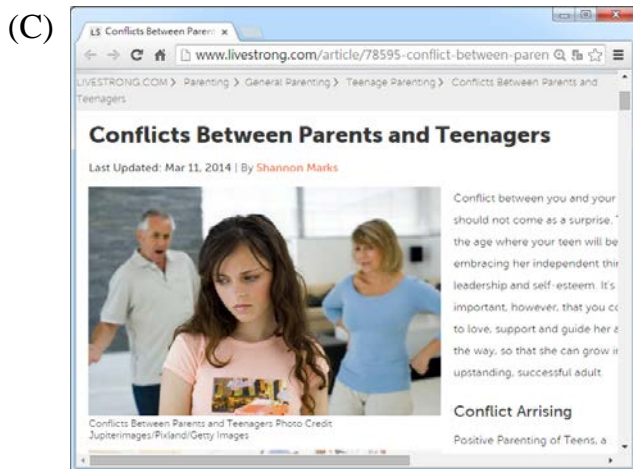 (C)
LS Conflicts Between Paren
www.livestrong.com/article/78595-conflict-between-paren
LIVESTRONG.COM > Parenting > General Parenting > Teenage Parenting > Conflicts Between Parents and
Teenagers
Conflicts Between Parents and Teenagers
Last Updated: Mar 11, 2014 | By Shannon Marks
Conflict between you and your
should not come as a surprise.
the age where your teen will be
embracing her independent
leadership and self-esteem. It's
important, however, that you
to love, support and guide her
the way, so that she can grow
upstanding, successful adult.
Conflicts Between Parents and Teenagers Photo Credit
Jupiterimages/Pixland/Getty Images
Conflict Arrising
Positive Parenting of Teens, a